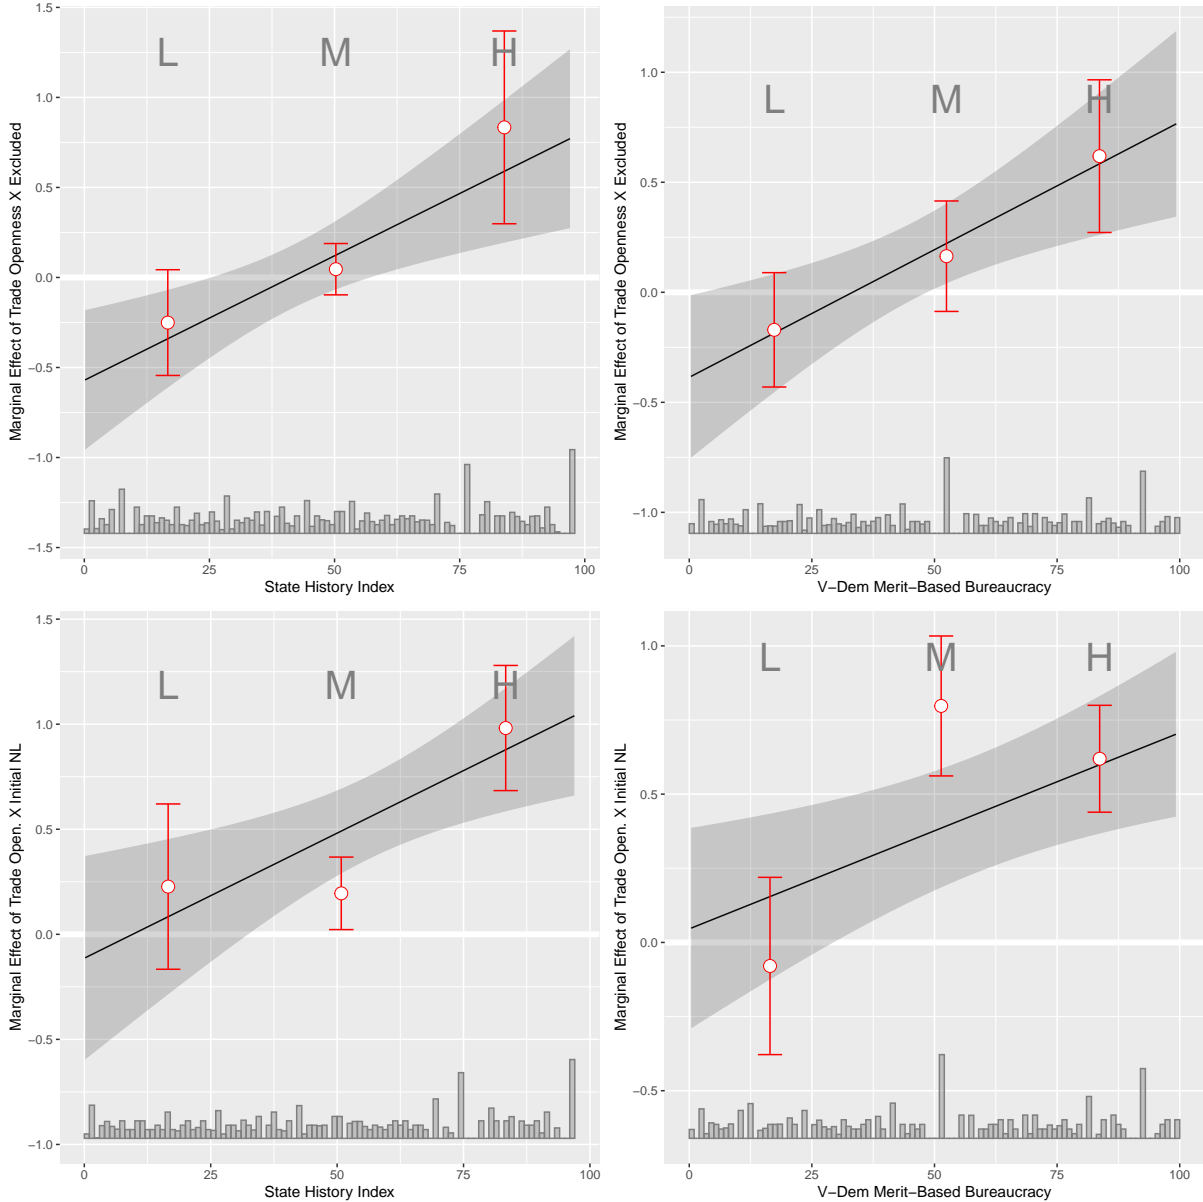 Marginal Effect of Trade Openness X Excluded
1.5
1.0
0.5
0.0
−0.5
−1.0
−1.5
L M H
0 25 50 75 100
State History Index
Marginal Effect of Trade Openness X Excluded
1.0
0.5
0.0
−0.5
−1.0
L M H
0 25 50 75 100
V−Dem Merit−Based Bureaucracy
Marginal Effect of Trade Open. X Initial NL
1.5
1.0
0.5
0.0
−0.5
−1.0
L M H
0 25 50 75 100
State History Index
Marginal Effect of Trade Open. X Initial NL
1.0
0.5
0.0
−0.5
L M H
0 25 50 75 100
V−Dem Merit−Based Bureaucracy